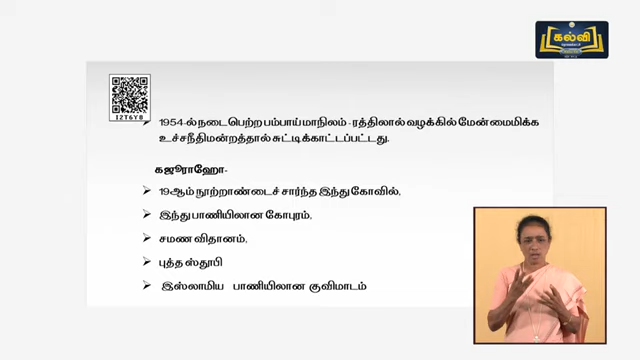 கல்வி
I2T6Y8
1954-ல் நடைபெற்ற பம்பாய் மாநிலம் - ரத்திலால் வழக்கில் மேன்மைமிக்க
உச்சநீதிமன்றத்தால் சுட்டிக்காட்டப்பட்டது.
கஜூராஹோ-
19ஆம் நூற்றாண்டைச் சார்ந்த இந்து கோவில்,
இந்து பாணியிலான கோபுரம்,
சமண விதானம்,
புத்த ஸ்தூபி
இஸ்லாமிய பாணியிலான குவிமாடம்